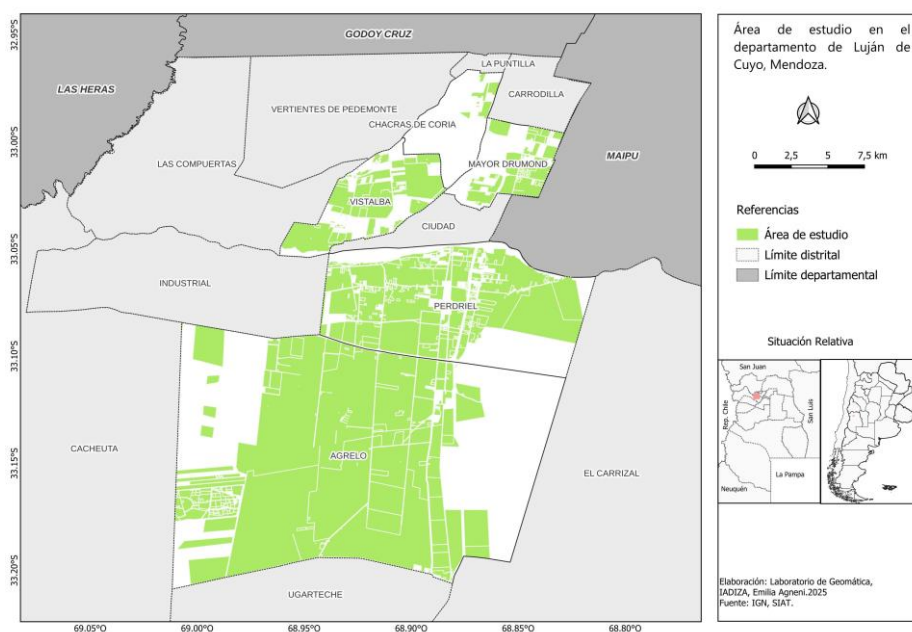 32.95°S
33.00°S
33.05°S
33.10°S
33.15°S
33.20°S
GODOY CRUZ
LA PUNTILLA
LAS HERAS
CARRODILLA
VERTIENTES DE PEDEMONTE
CHACRAS DE CORIA
LAS COMPUERTAS
MAYOR DRUMOND
MAIPU
VISTALBA
CIUDAD
INDUSTRIAL
PERDRIEL
CACHEUTA
AGRELO
EL CARRIZAL
UGARTECHE
69.05°O
69.00°O
68.95°O
68.90°O
68.85°O
68.80°O
Área de estudio en el
departamento de Luján de
Cuyo, Mendoza.
0 2,5 5 7,5 km
Referencias
Área de estudio
Límite distrital
Límite departamental
Situación Relativa
San Juan
Rep. Chile
San Luis
La Pampa
Neuquén
Elaboración: Laboratorio de Geomática,
IADIZA, Emilia Agneni.2025
Fuente: IGN, SIAT.